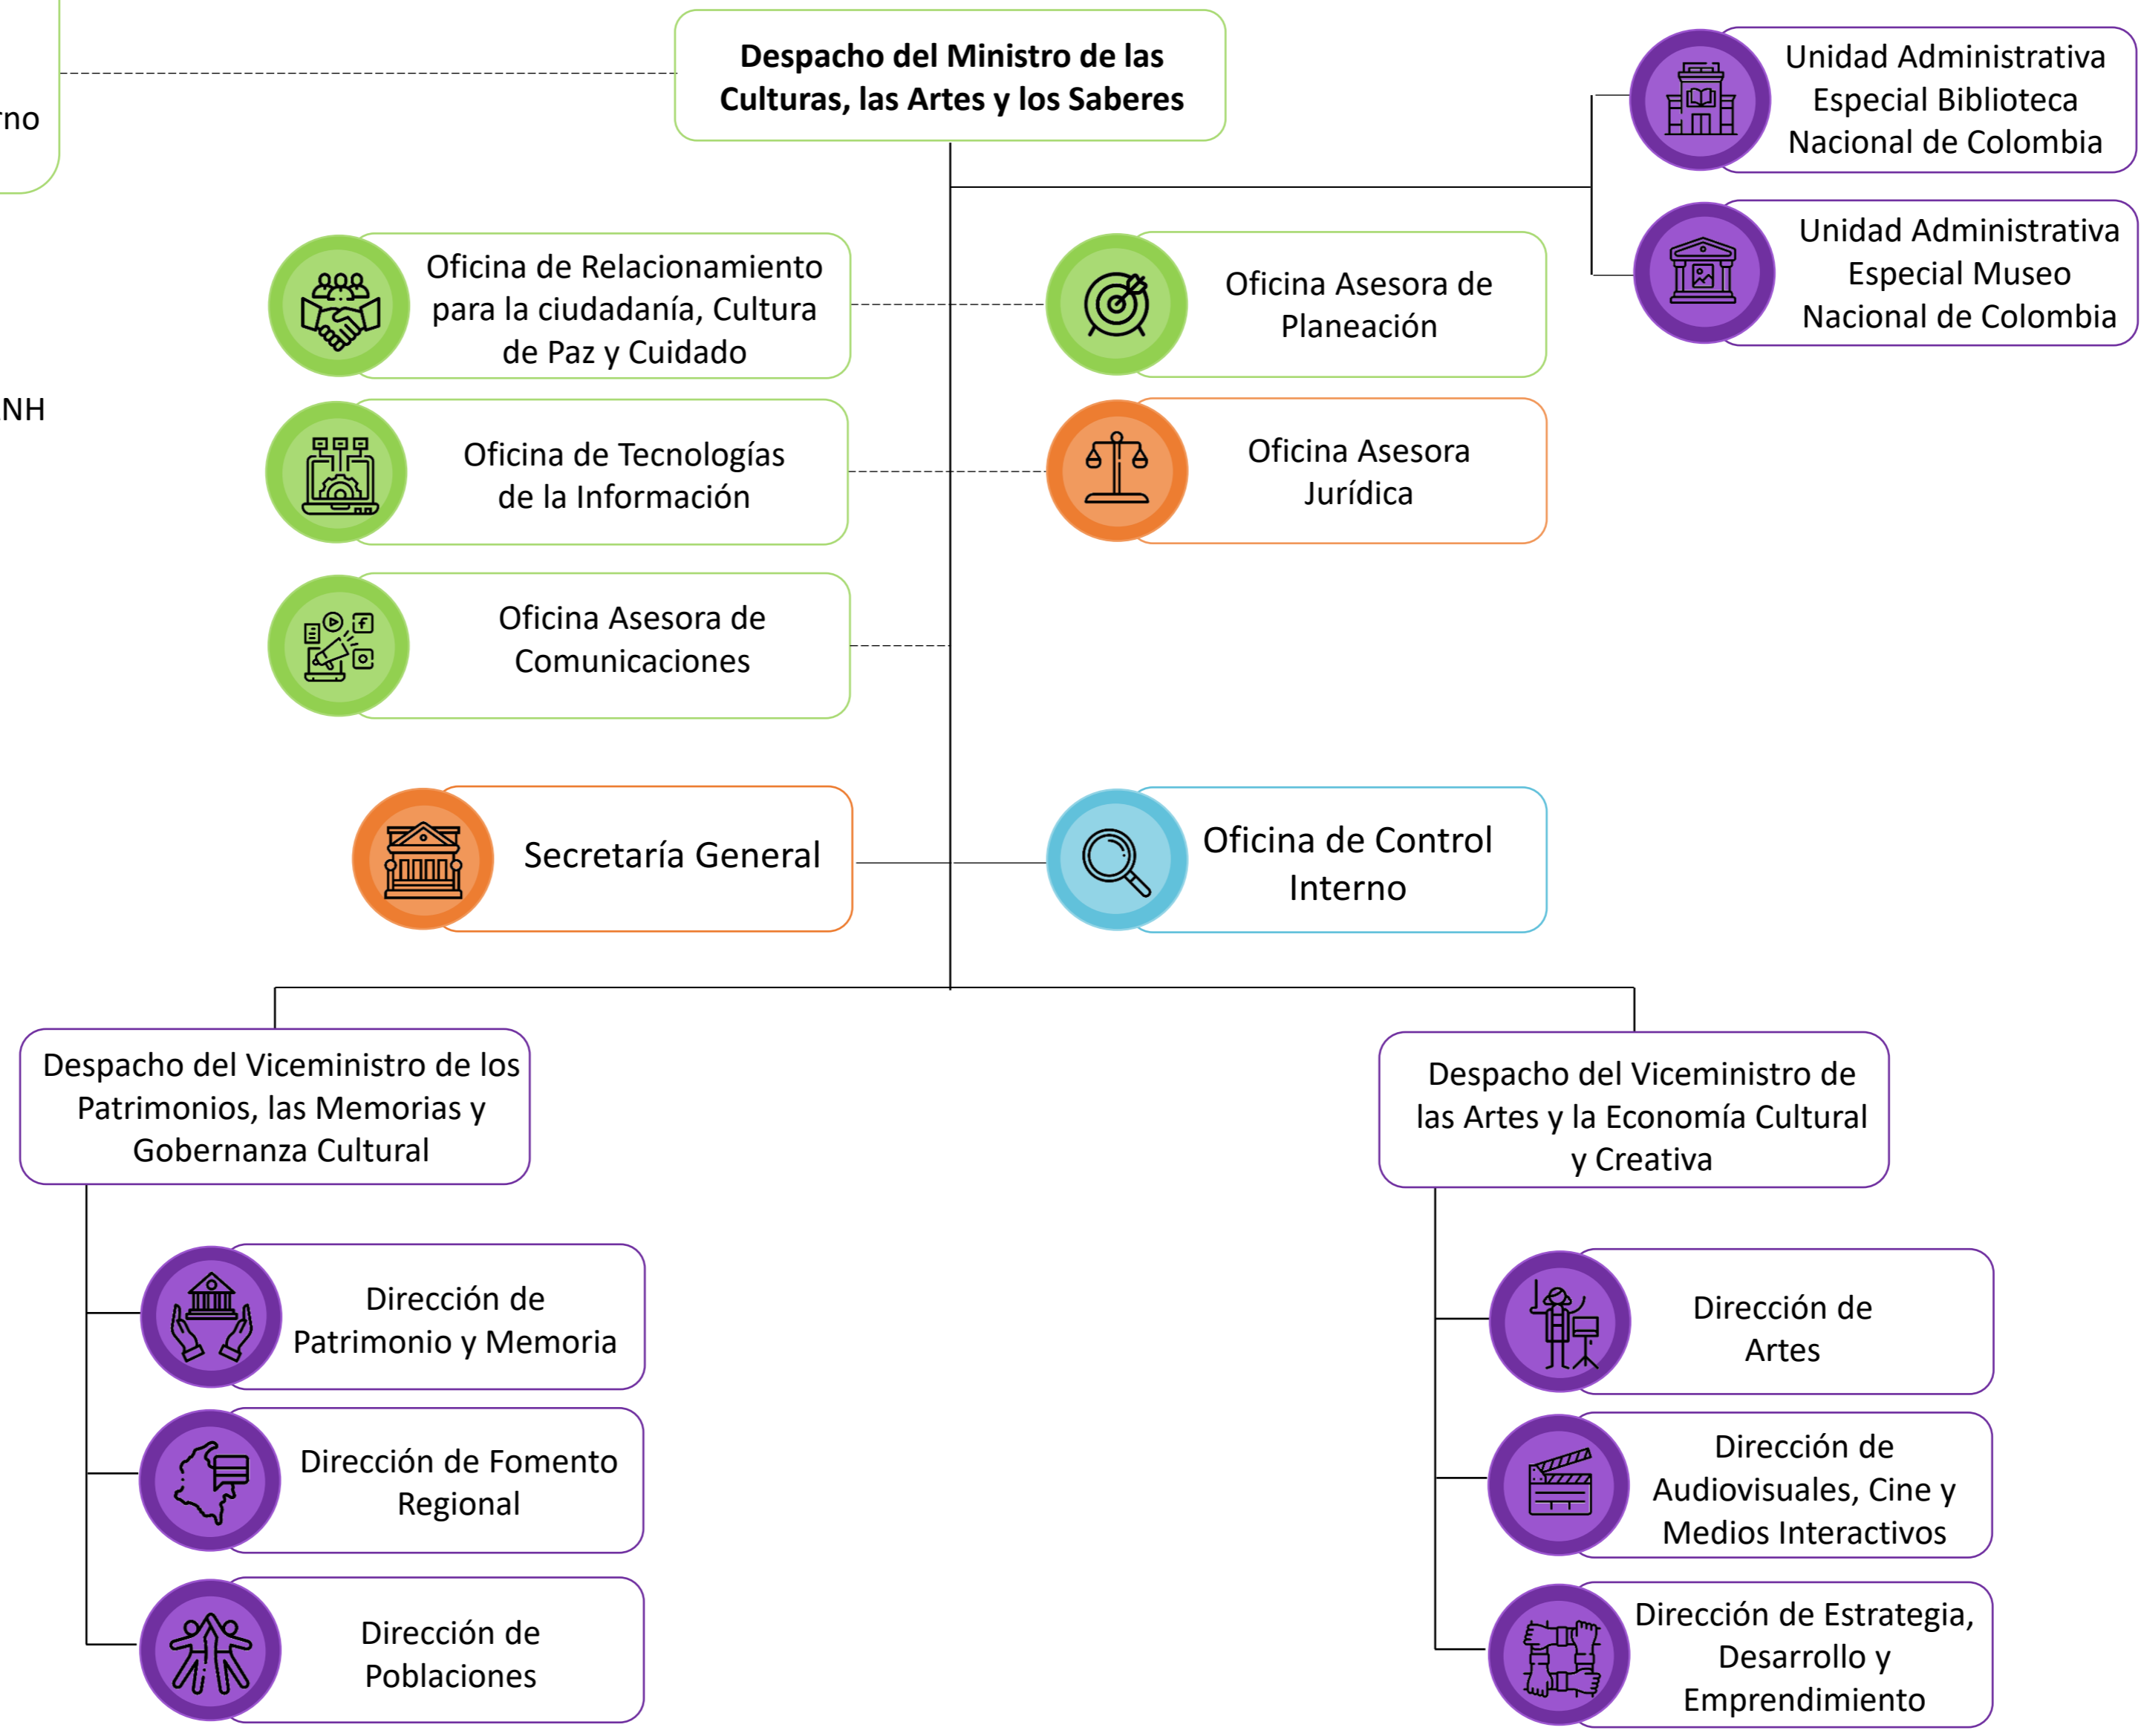 Despacho del Ministro de las
Culturas, las Artes y los Saberes
Unidad Administrativa
Especial Biblioteca
Nacional de Colombia
Unidad Administrativa
Especial Museo
Nacional de Colombia
Oficina de Relacionamiento
para la ciudadanía, Cultura
de Paz y Cuidado
Oficina Asesora de
Planeación
Oficina de Tecnologías
de la Información
Oficina Asesora
Jurídica
Oficina Asesora de
Comunicaciones
Secretaría General
Oficina de Control
Interno
Despacho del Viceministro de los
Patrimonios, las Memorias y
Gobernanza Cultural
Dirección de
Patrimonio y Memoria
Dirección de Fomento
Regional
Dirección de
Poblaciones
Despacho del Viceministro de
las Artes y la Economía Cultural
y Creativa
Dirección de
Artes
Dirección de
Audiovisuales, Cine y
Medios Interactivos
Dirección de Estrategia,
Desarrollo y
Emprendimiento